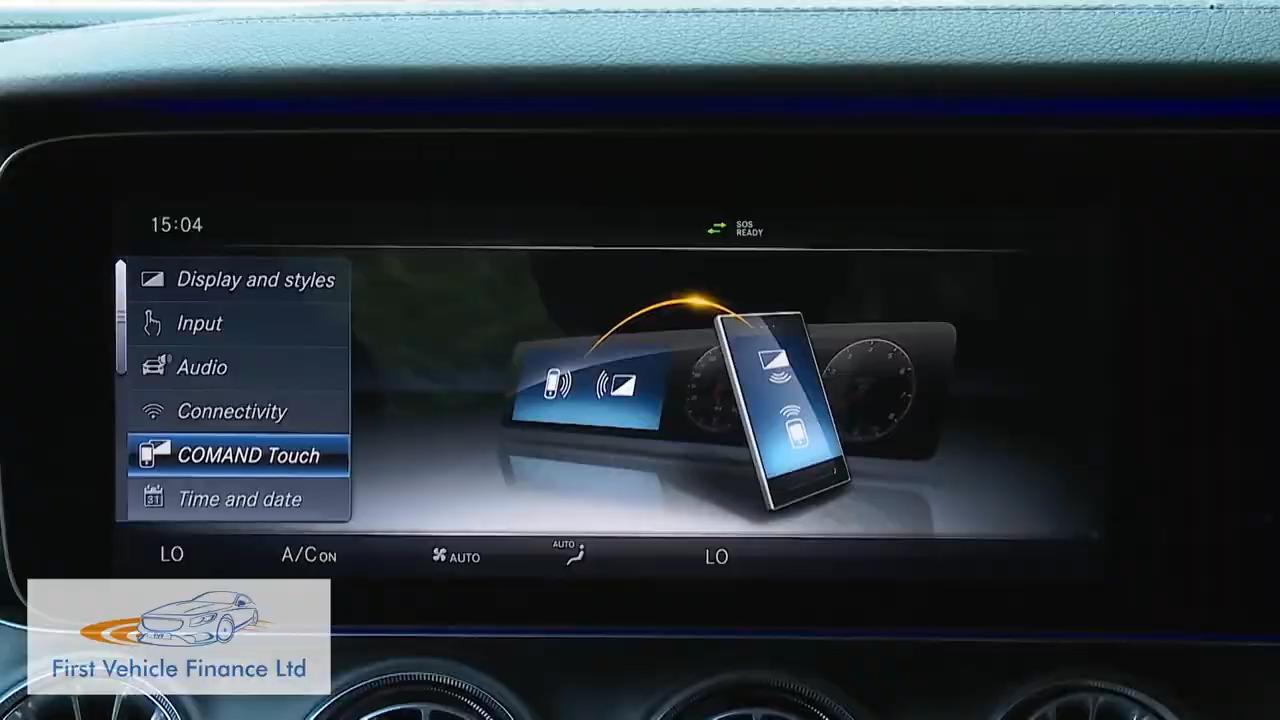 15:04
SOS
READY
Display and styles
Input
Audio
Connectivity
COMAND Touch
31
Time and date
LO
A/C ON
AUTO
AUTO
LO
First Vehicle Finance Ltd